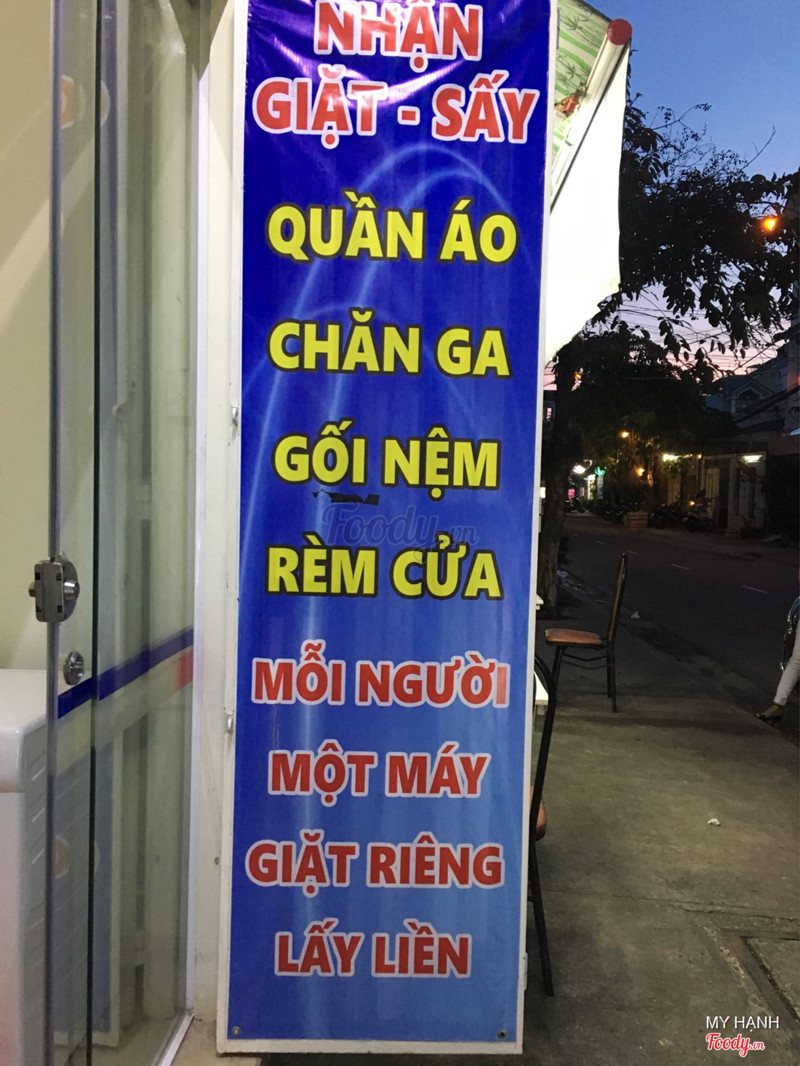 NHẬN
GIẶT - SẤY
QUẦN ÁO
CHĂN GA
GỐI NỆM
Foody.vn
RÈM CỬA
MỖI NGƯỜI
MỘT MÁY
GIẶT RIÊNG
LẤY LIỀN
MY HẠNH
Foody.vn